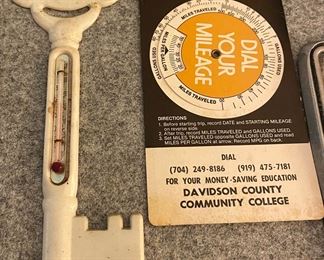 MILES TRAVELED
GALLONS USED
MILES PER GALLON
DIAL
YOUR
MILEAGE
MILES TRAVELED
DIRECTIONS
1. Before starting trip, record DATE and STARTING MILEAGE
on reverse side.
2. After trip, record MILES TRAVELED and GALLONS USED.
3. Set MILES TRAVELED opposite GALLONS USED and read
MILES PER GALLON at arrow. Record MPG on back.
DIAL
(704) 249-8186 (919) 475-7181
FOR YOUR MONEY-SAVING EDUCATION
DAVIDSON COUNTY
COMMUNITY COLLEGE